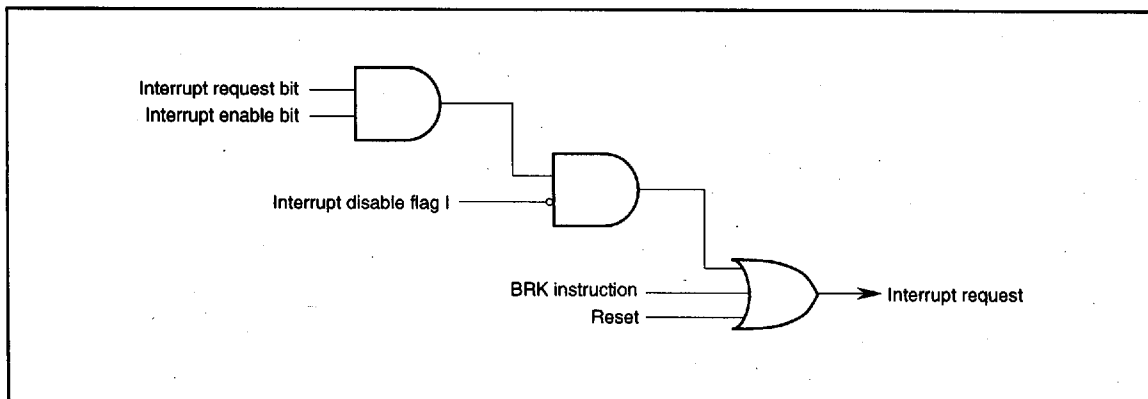 Interrupt request bit
Interrupt enable bit
Interrupt disable flag I
BRK instruction
Reset
Interrupt request